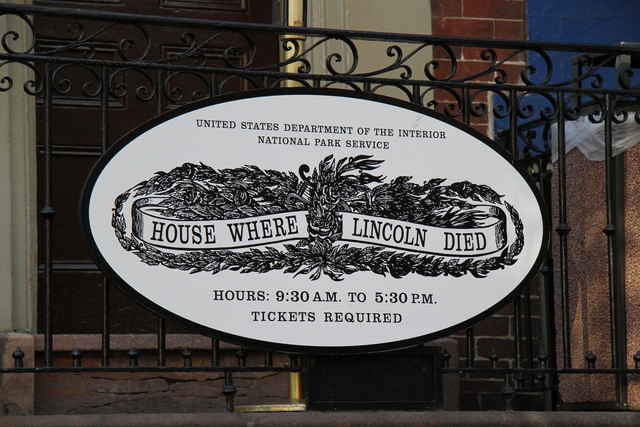 UNITED STATES DEPARTMENT OF THE INTERIOR
NATIONAL PARK SERVICE
HOUSE WHERE LINCOLN DIED
HOURS: 9:30 A.M. TO 5:30 P.M.
TICKETS REQUIRED